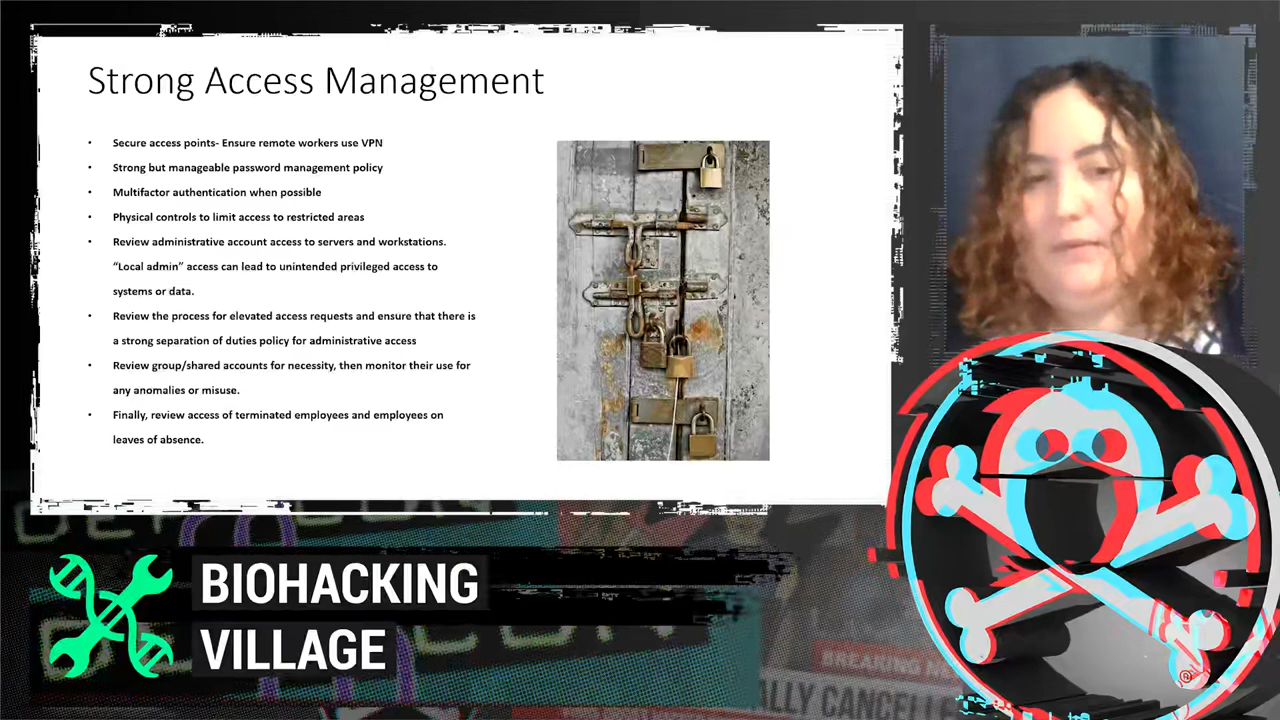 Strong Access Management
• Secure access points- Ensure remote workers use VPN
• Strong but manageable password management policy
• Multifactor authentication when possible
• Physical controls to limit access to restricted areas
• Review administrative account access to servers and workstations.
“Local admin” access can lead to unintended privileged access to
systems or data.
• Review the process for elevated access requests and ensure that there is
a strong separation of duties policy for administrative access
• Review group/shared accounts for necessity, then monitor their use for
any anomalies or misuse.
• Finally, review access of terminated employees and employees on
leaves of absence.
BIOHACKING
VILLAGE
BREAKING NE
ALLY CANCELLE
®